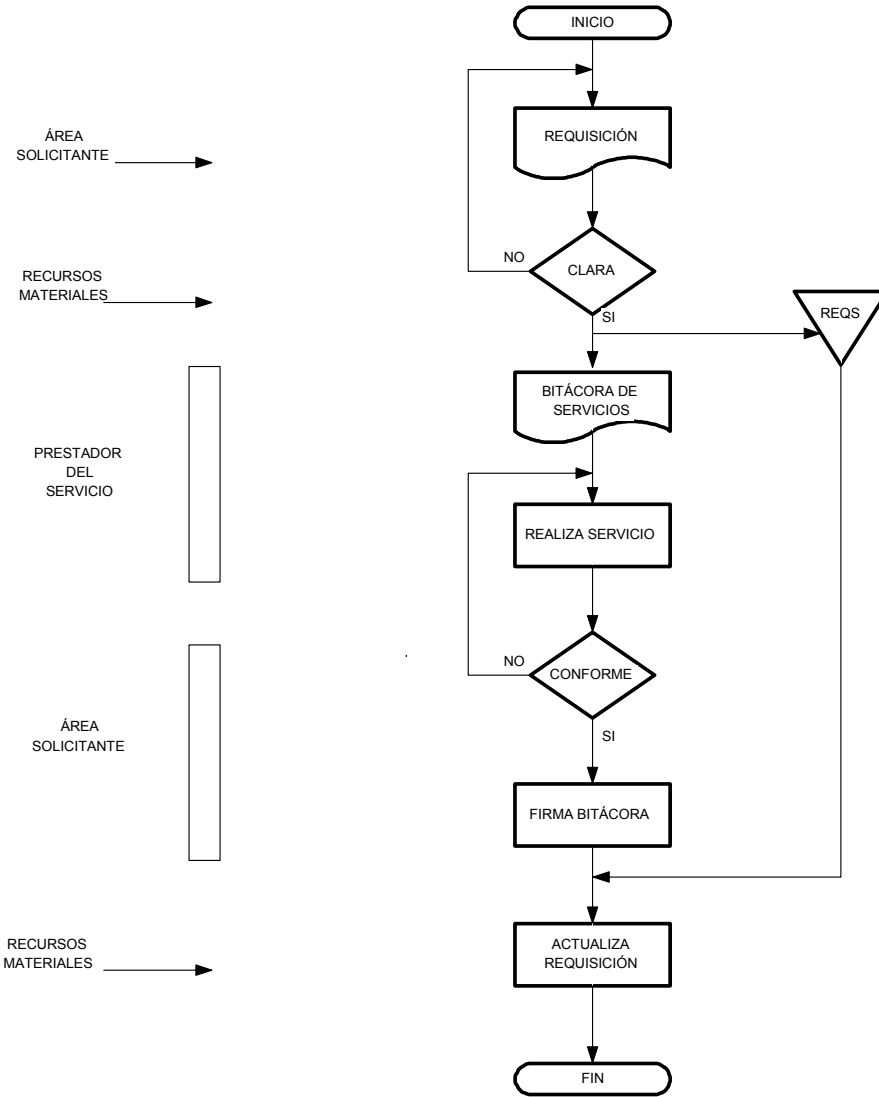 INICIO
ÁREA
SOLICITANTE
REQUISICIÓN
NO
CLARA
RECURSOS
MATERIALES
SI
REQS
BITÁCORA DE
SERVICIOS
PRESTADOR
DEL
SERVICIO
REALIZA SERVICIO
NO
CONFORME
ÁREA
SOLICITANTE
SI
FIRMA BITÁCORA
RECURSOS
MATERIALES
ACTUALIZA
REQUISICIÓN
FIN